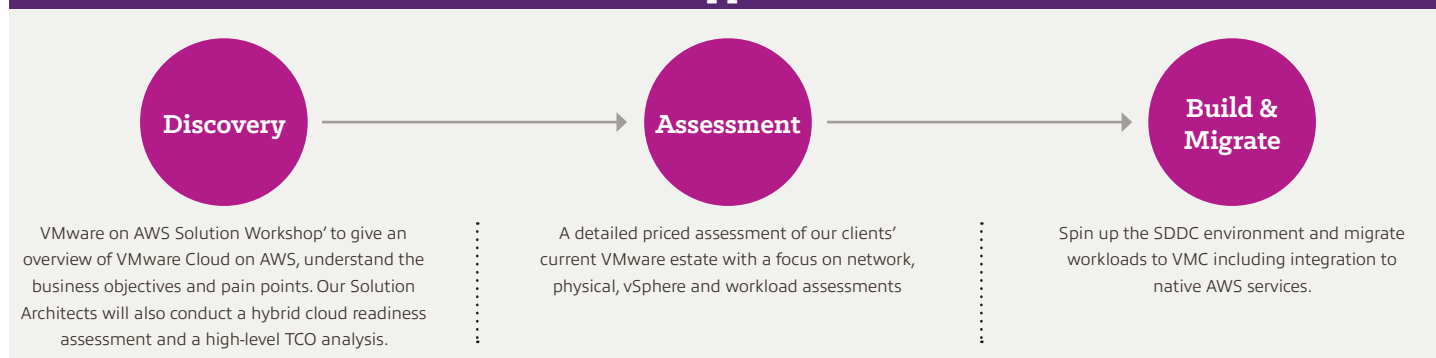 Discovery
Assessment
Build &
Migrate
VMware on AWS Solution Workshop’ to give an
overview of VMware Cloud on AWS, understand the
business objectives and pain points. Our Solution
Architects will also conduct a hybrid cloud readiness
assessment and a high-level TCO analysis.
A detailed priced assessment of our clients’
current VMware estate with a focus on network,
physical, vSphere and workload assessments
Spin up the SDDC environment and migrate
workloads to VMC including integration to
native AWS services.